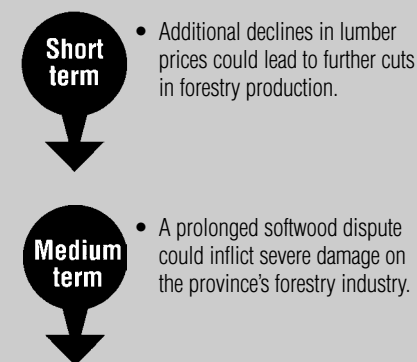 Short
term
• Additional declines in lumber
prices could lead to further cuts
in forestry production.
Medium
term
• A prolonged softwood dispute
could inflict severe damage on
the province's forestry industry.